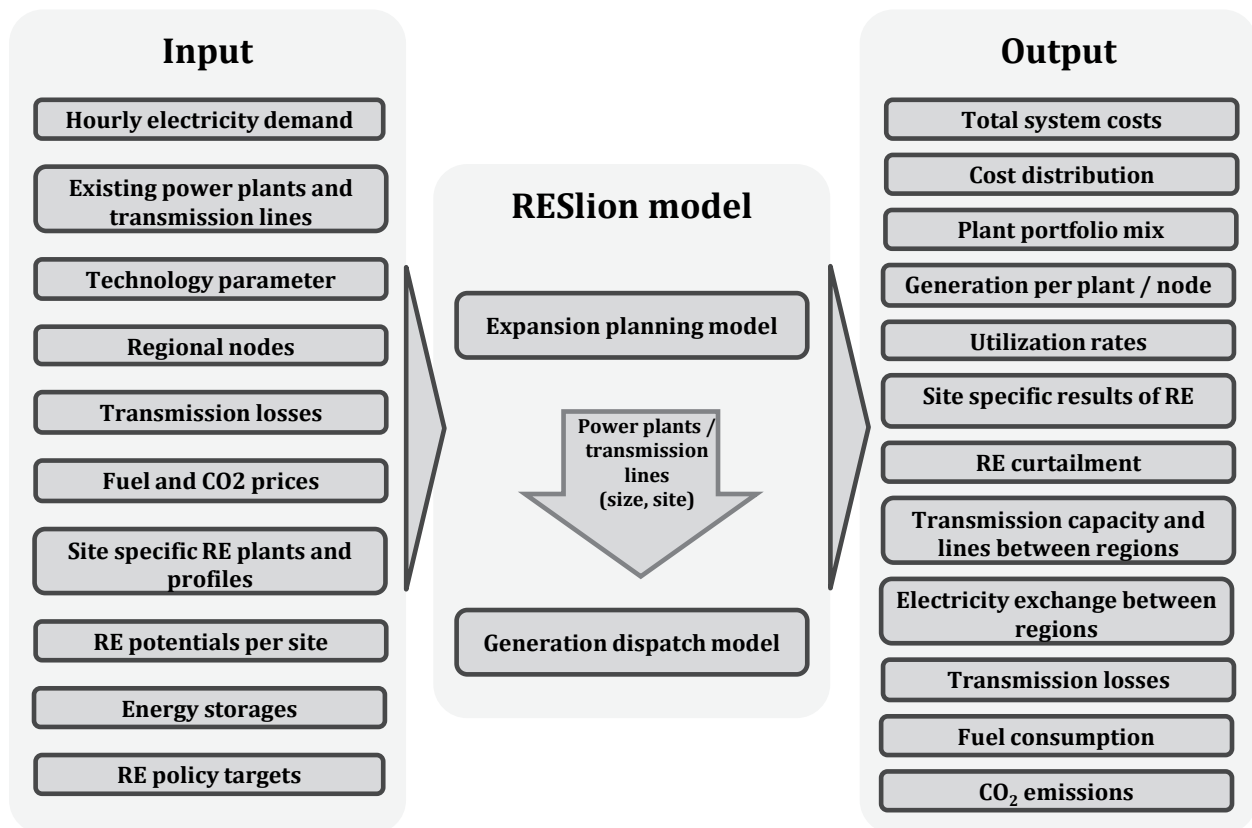 Input
Hourly electricity demand
Existing power plants and
transmission lines
Technology parameter
Regional nodes
Transmission losses
Fuel and CO2 prices
Site specific RE plants and
profiles
RE potentials per site
Energy storages
RE policy targets
RESlion model
Expansion planning model
Power plants /
transmission
lines
(size, site)
Generation dispatch model
Output
Total system costs
Cost distribution
Plant portfolio mix
Generation per plant / node
Utilization rates
Site specific results of RE
RE curtailment
Transmission capacity and
lines between regions
Electricity exchange between
regions
Transmission losses
Fuel consumption
CO₂ emissions